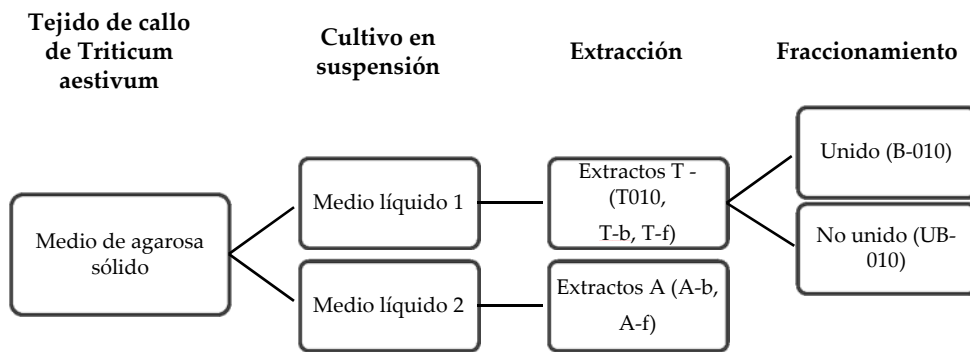 Tejido de callo
de Triticum
aestivum
Cultivo en
suspensión
Extracción
Fraccionamiento
Medio de agarosa
sólido
Medio líquido 1
Medio líquido 2
Extractos T -
(T010,
T-b, T-f)
Extractos A (A-b,
A-f)
Unido (B-010)
No unido (UB-
010)